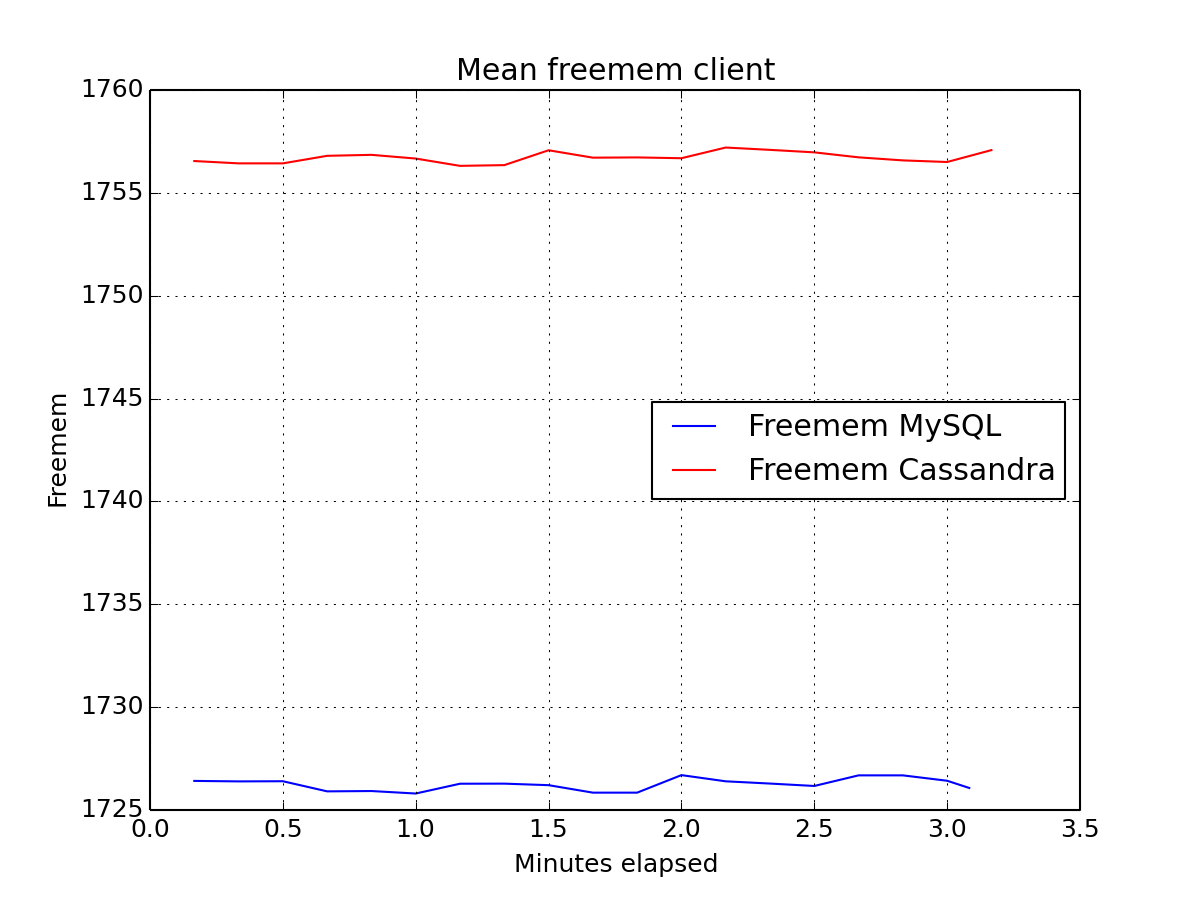 Mean freemem client
1760
1755
1750
1745
1740
1735
1730
1725
Freemem
Freemem MySQL
Freemem Cassandra
0.0 0.5 1.0 1.5 2.0 2.5 3.0 3.5
Minutes elapsed